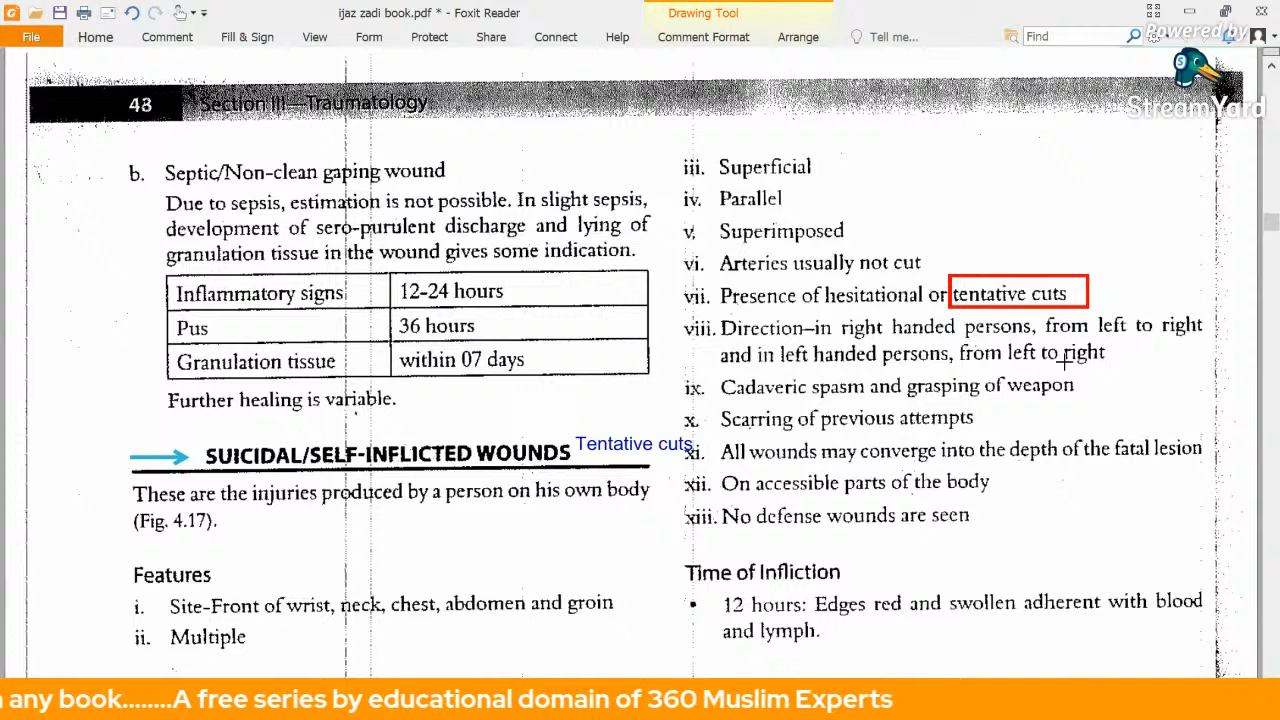 ijaz zadi book.pdf * - Foxit Reader
Drawing Tool
File Home Comment Fill & Sign View Form Protect Share Connect Help Comment Format Arrange Tell me... Find
Powered by
StreamYard
48 Section III—Traumatology
b. Septic/Non-clean gaping wound
Due to sepsis, estimation is not possible. In slight sepsis,
development of sero-purulent discharge and lying of
granulation tissue in the wound gives some indication.
Inflammatory signs 12-24 hours
Pus 36 hours
Granulation tissue within 07 days
Further healing is variable.
SUICIDAL/SELF-INFLICTED WOUNDS Tentative cuts
These are the injuries produced by a person on his own body
(Fig. 4.17).
Features
i. Site-Front of wrist, neck, chest, abdomen and groin
ii. Multiple
iii. Superficial
iv. Parallel
v. Superimposed
vi. Arteries usually not cut
vii. Presence of hesitational or tentative cuts
viii. Direction–in right handed persons, from left to right
and in left handed persons, from left to right
ix. Cadaveric spasm and grasping of weapon
x. Scarring of previous attempts
xi. All wounds may converge into the depth of the fatal lesion
xii. On accessible parts of the body
xiii. No defense wounds are seen
Time of Infliction
• 12 hours: Edges red and swollen adherent with blood
and lymph.
any book........A free series by educational domain of 360 Muslim Experts